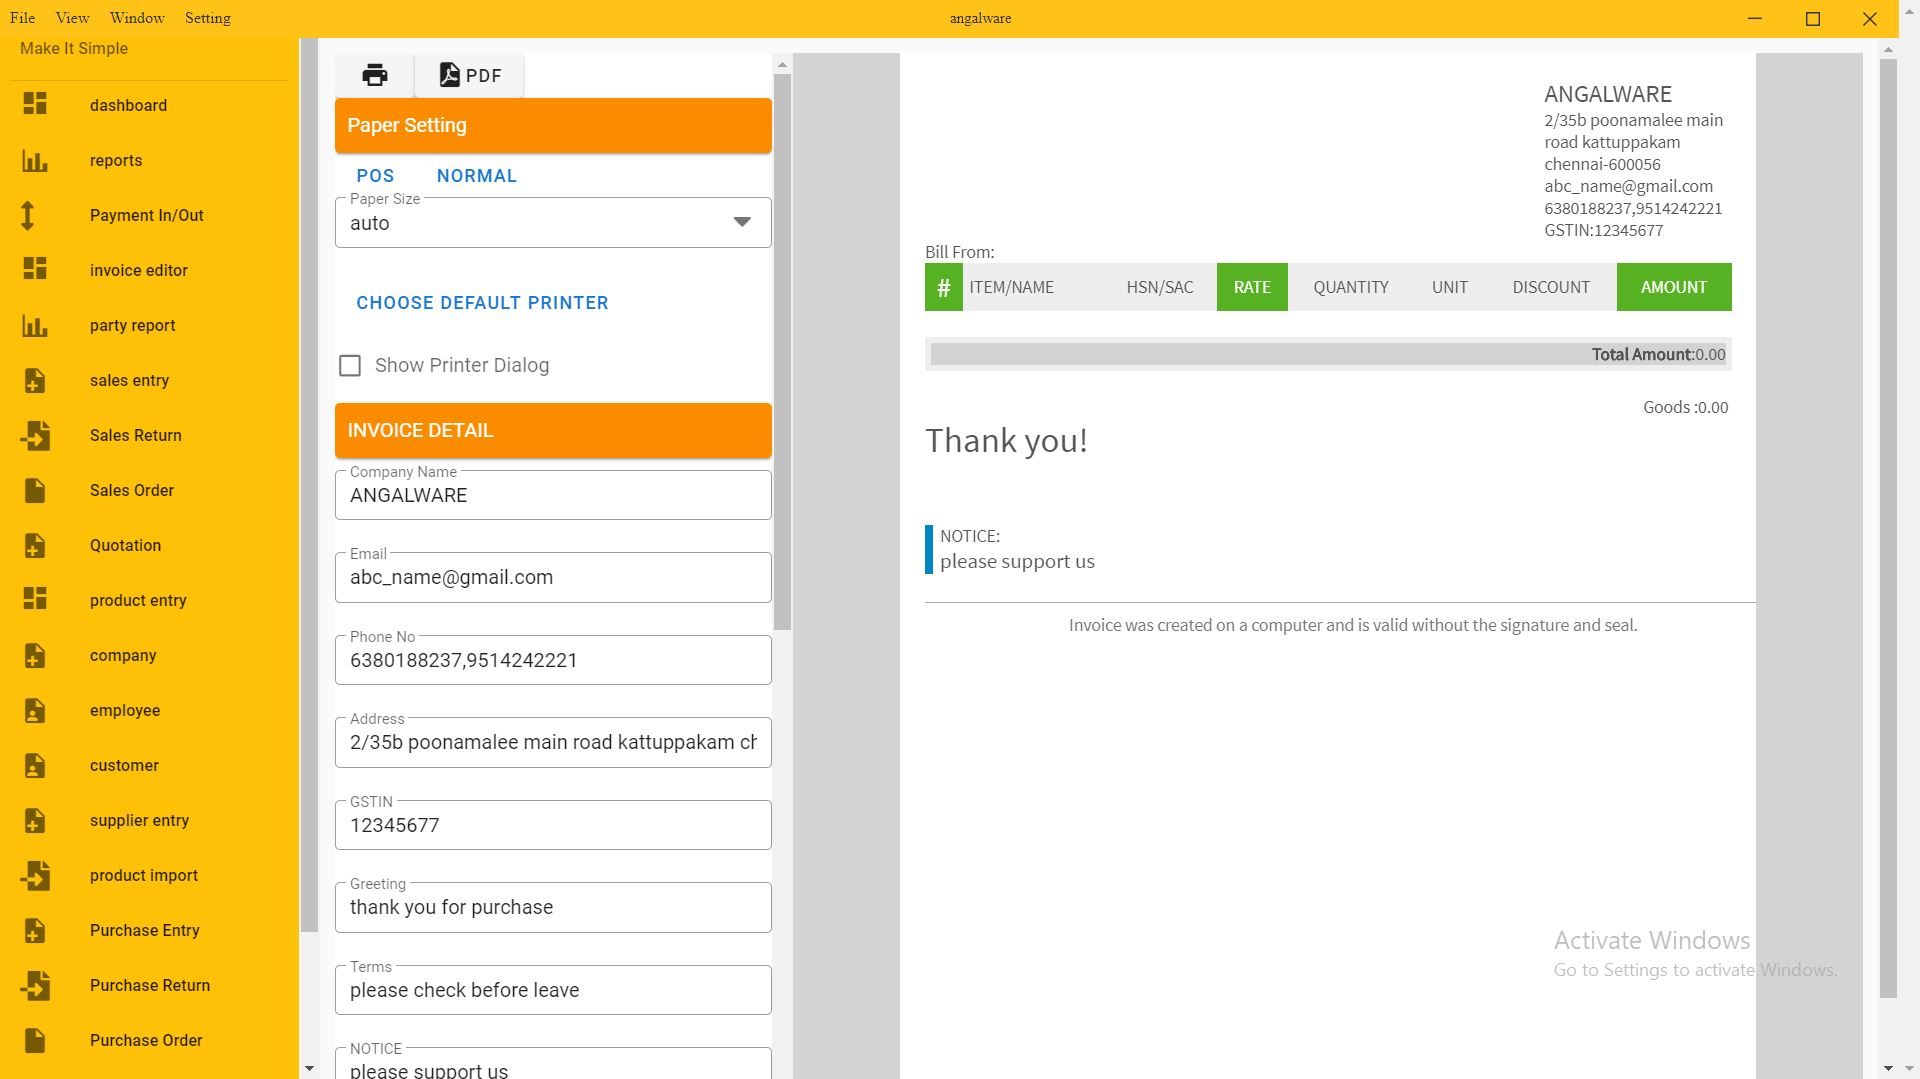 File View Window Setting
angalware
Make It Simple
dashboard
reports
Payment In/Out
invoice editor
party report
sales entry
Sales Return
Sales Order
Quotation
product entry
company
employee
customer
supplier entry
product import
Purchase Entry
Purchase Return
Purchase Order
PDF
Paper Setting
POS NORMAL
Paper Size
auto
CHOOSE DEFAULT PRINTER
Show Printer Dialog
INVOICE DETAIL
Company Name
ANGALWARE
Email
abc_name@gmail.com
Phone No
6380188237,9514242221
Address
2/35b poonamalee main road kattuppakam ch
GSTIN
12345677
Greeting
thank you for purchase
Terms
please check before leave
NOTICE
please support us
ANGALWARE
2/35b poonamalee main
road kattuppakam
chennai-600056
abc_name@gmail.com
6380188237,9514242221
GSTIN:12345677
Bill From:
# ITEM/NAME HSN/SAC RATE QUANTITY UNIT DISCOUNT AMOUNT
Total Amount:0.00
Goods :0.00
Thank you!
NOTICE:
please support us
Invoice was created on a computer and is valid without the signature and seal.
Activate Windows
Go to Settings to activate Windows.